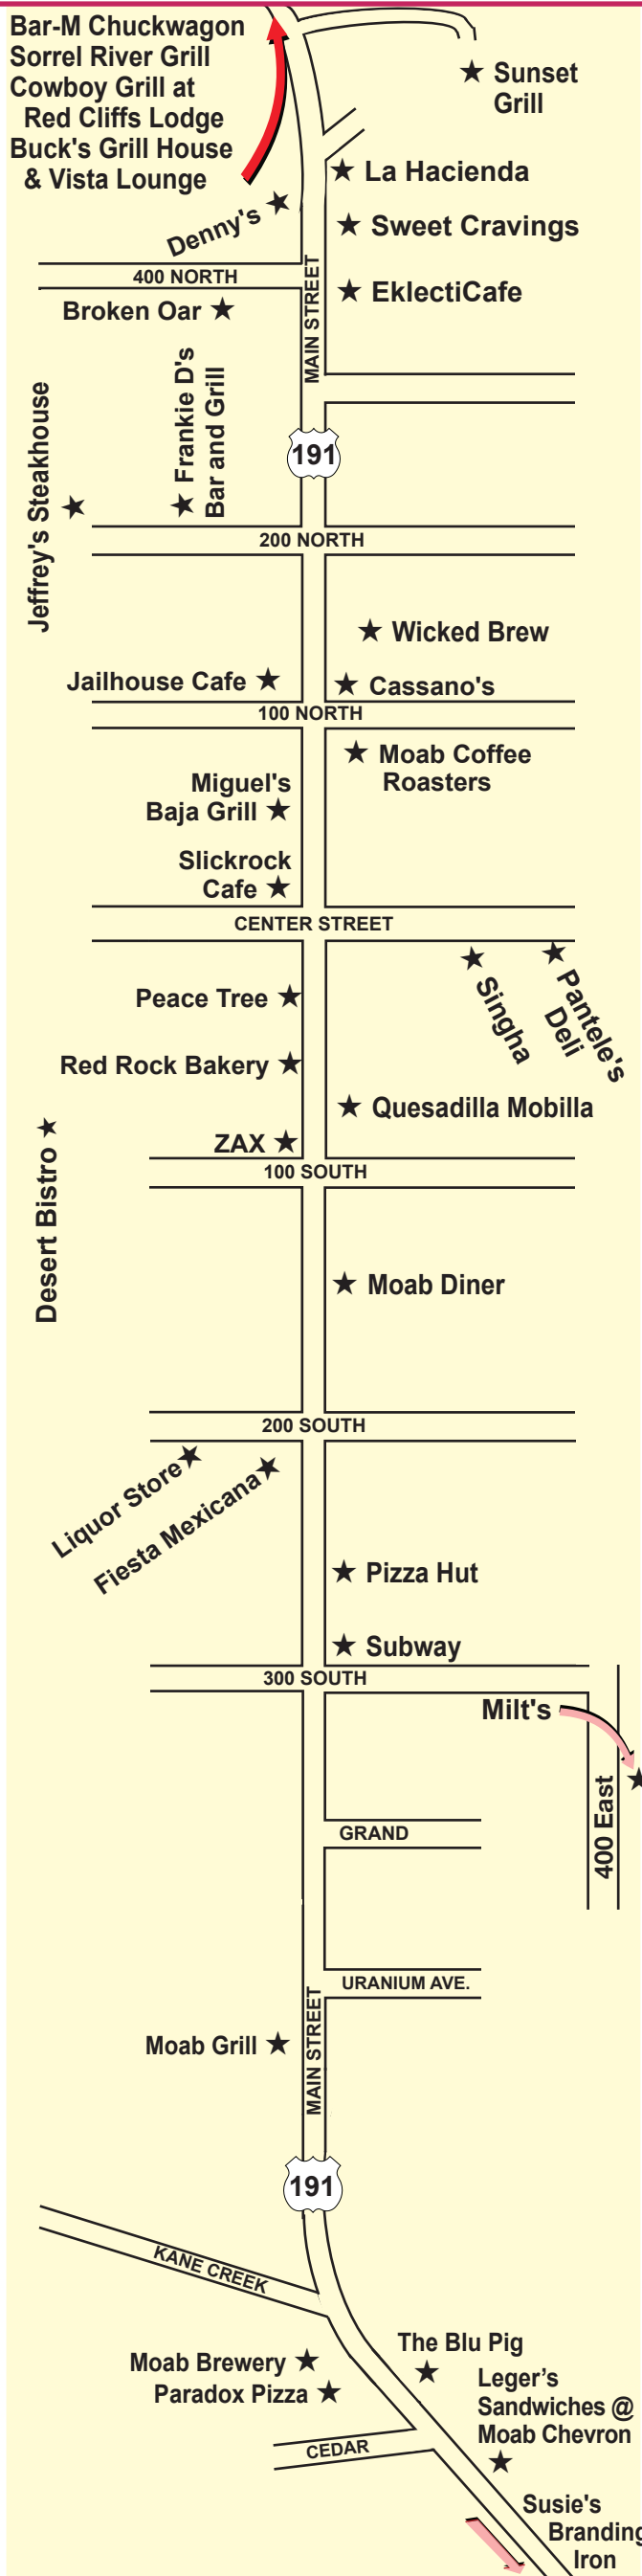 Bar-M Chuckwagon
Sorrel River Grill
Cowboy Grill at
Red Cliffs Lodge
Buck's Grill House
& Vista Lounge
Sunset
Grill
La Hacienda
Denny's
Sweet Cravings
400 NORTH
MAIN STREET
EklectiCafe
Broken Oar
Frankie D's
Bar and Grill
Jeffrey's Steakhouse
191
200 NORTH
Wicked Brew
Jailhouse Cafe
Cassano's
100 NORTH
Moab Coffee
Roasters
Miguel's
Baja Grill
Slickrock
Cafe
CENTER STREET
Singha
Pantele's
Deli
Peace Tree
Red Rock Bakery
Quesadilla Mobilla
ZAX
Desert Bistro
100 SOUTH
Moab Diner
200 SOUTH
Liquor Store
Fiesta Mexicana
Pizza Hut
Subway
300 SOUTH
Milt's
400 East
GRAND
URANIUM AVE.
MAIN STREET
Moab Grill
191
KANE CREEK
The Blu Pig
Moab Brewery
Paradox Pizza
Leger’s
Sandwiches @
Moab Chevron
CEDAR
Susie's
Branding
Iron